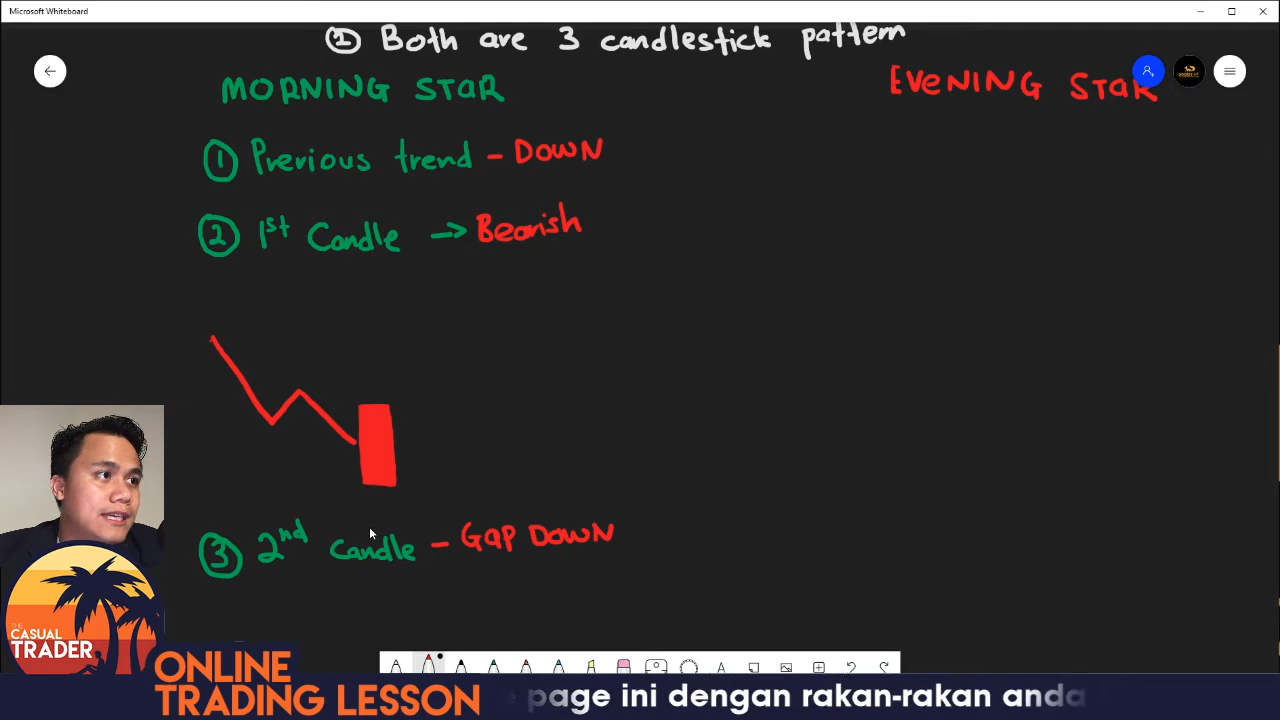 Microsoft Whiteboard
② Both are 3 candlestick pattern
MORNING STAR
EVENING STAR
① Previous trend - DOWN
② 1st Candle -> Bearish
③ 2nd Candle - GAP DOWN
THE
CASUAL
TRADER
ONLINE
TRADING LESSON
page ini dengan rakan-rakan anda